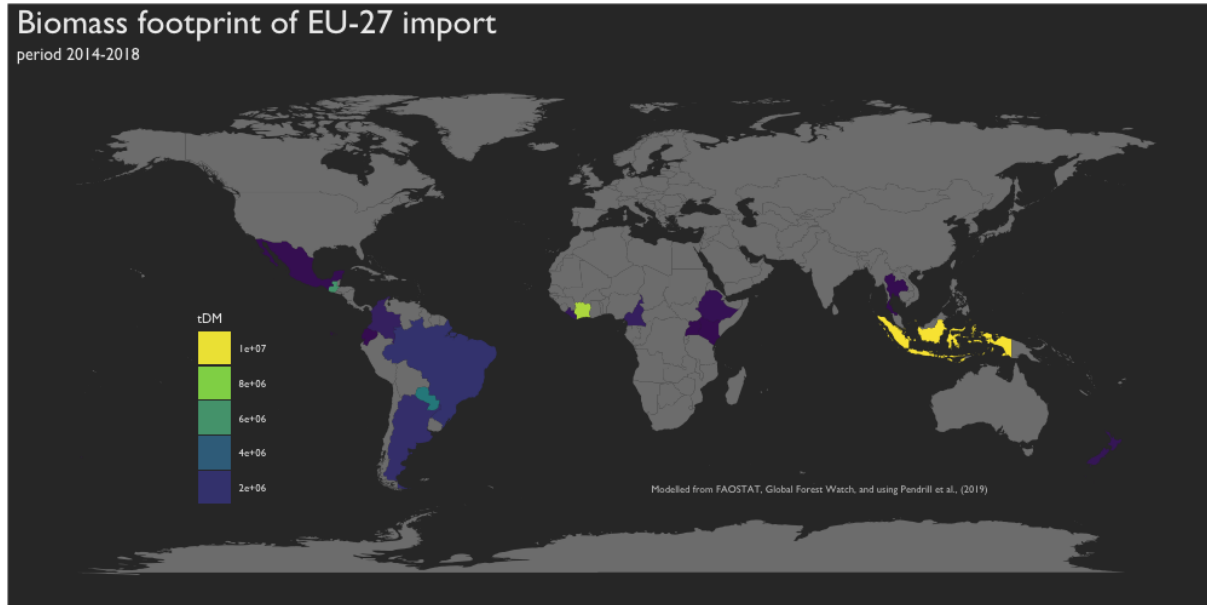 Biomass footprint of EU-27 import
period 2014-2018
tDM
1e+07
8e+06
6e+06
4e+06
2e+06
Modelled from FAOSTAT, Global Forest Watch, and using Pendrill et al., (2019)